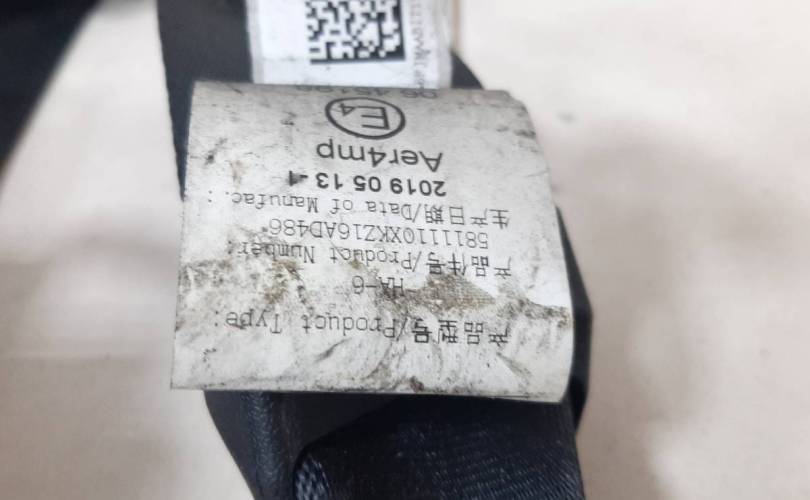 产品型号/Product Type:
HA-6
产品件号/Product Number:
5811110XKZ16AD486
生产日期/Data of Manufac.:
2019 05 13 -1
Aer4mp
E4